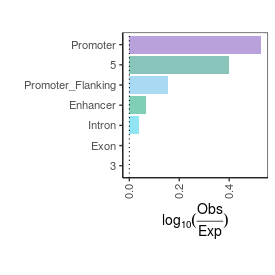 Promoter
5
Promoter_Flanking
Enhancer
Intron
Exon
3
0.0
0.2
0.4
log10(Obs/Exp)